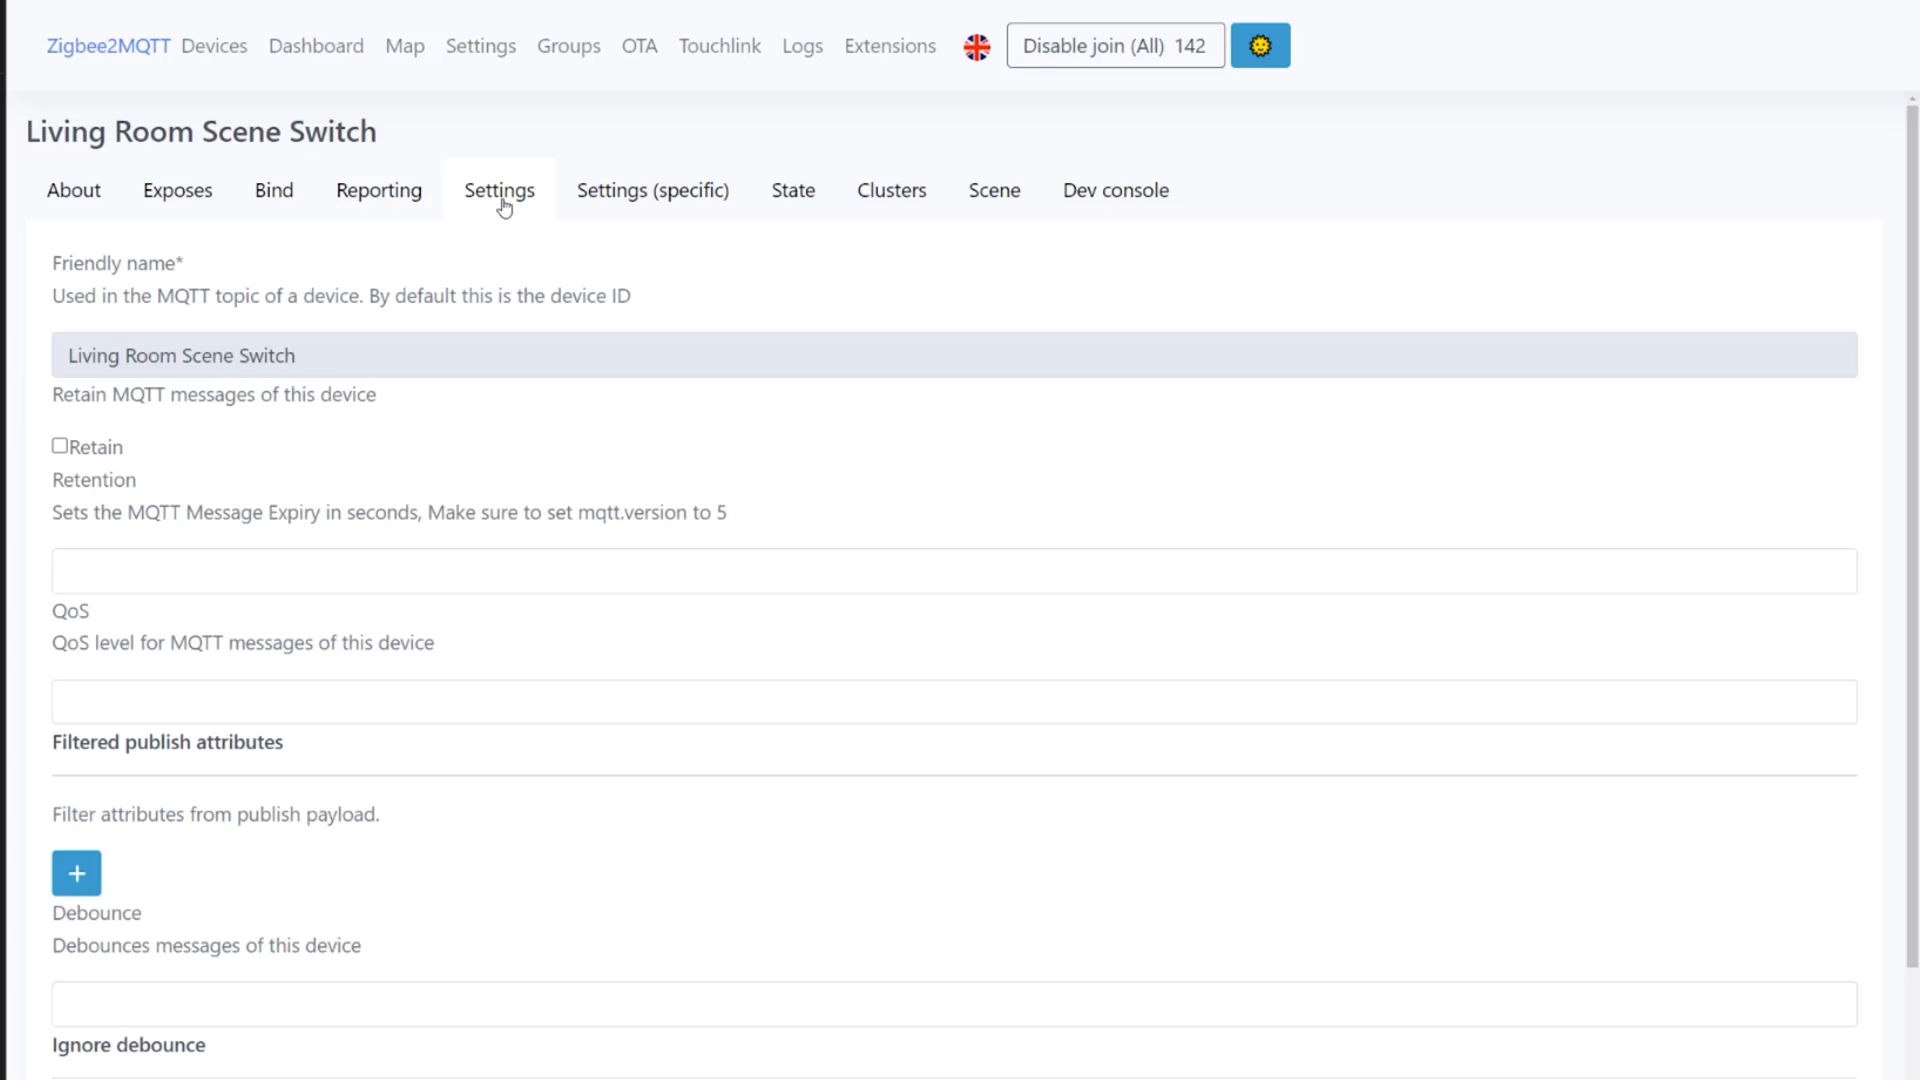 Zigbee2MQTT Devices Dashboard Map Settings Groups OTA Touchlink Logs Extensions Disable join (All) 142
Living Room Scene Switch
About Exposes Bind Reporting Settings Settings (specific) State Clusters Scene Dev console
Friendly name*
Used in the MQTT topic of a device. By default this is the device ID
Living Room Scene Switch
Retain MQTT messages of this device
Retain
Retention
Sets the MQTT Message Expiry in seconds, Make sure to set mqtt.version to 5
QoS
QoS level for MQTT messages of this device
Filtered publish attributes
Filter attributes from publish payload.
+
Debounce
Debounces messages of this device
Ignore debounce